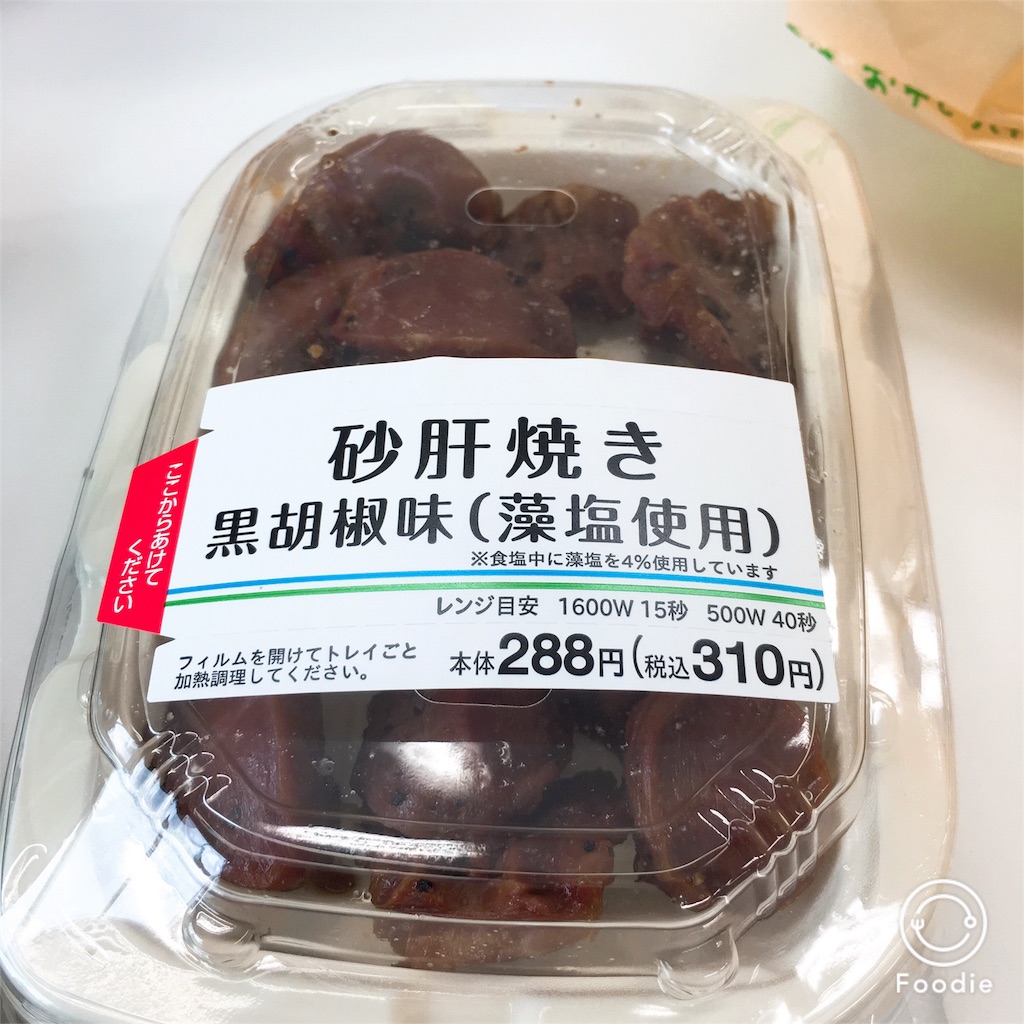 砂肝焼き
黒胡椒味(藻塩使用)
※食塩中に藻塩を4%使用しています
レンジ目安 1600W 15秒 500W 40秒
フィルムを開けてトレイごと
加熱調理してください。
本体288円(税込310円)
ここからあけて
ください
Foodie